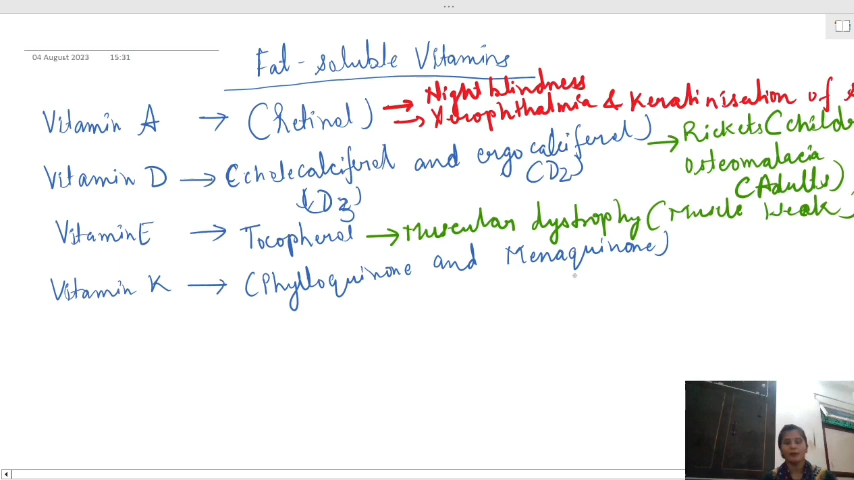 04 August 2023 15:31
Fat-soluble Vitamins
Vitamin A → (Retinol) → Night blindness
→ Xerophthalmia & Keratinisation of
Vitamin D → (cholecalciferol and ergocalciferol) → Rickets (child
(D3) (D2) Osteomalacia
(Adults)
Vitamin E → Tocopherol → Muscular dystrophy (Muscle weak
Vitamin K → (Phylloquinone and Menaquinone)